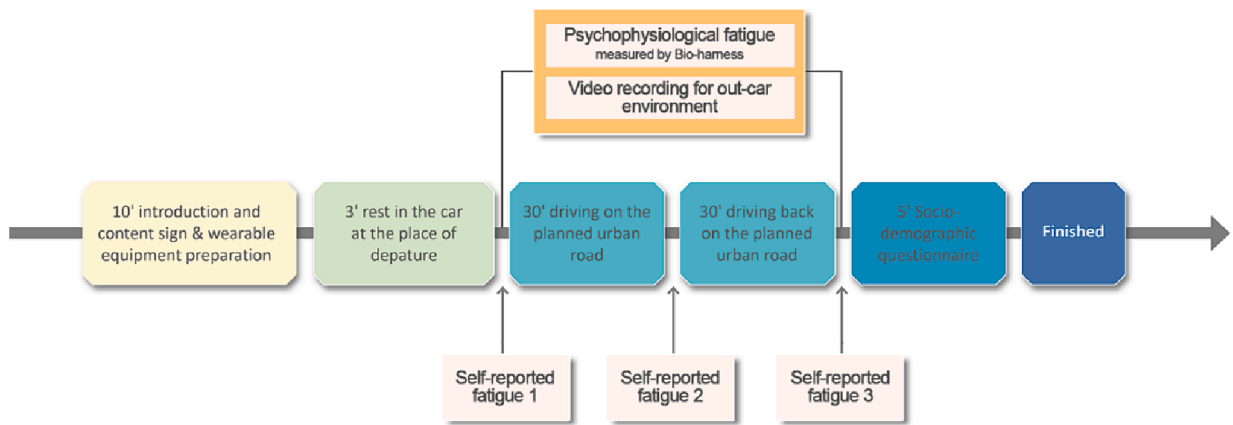 Psychophysiological fatigue
measured by Bio-harness
Video recording for out-car
environment
10' introduction and
content sign & wearable
equipment preparation
3' rest in the car
at the place of
depature
30' driving on the
planned urban
road
30' driving back
on the planned
urban road
5' Socio-
demographic
questionnaire
Finished
Self-reported
fatigue 1
Self-reported
fatigue 2
Self-reported
fatigue 3